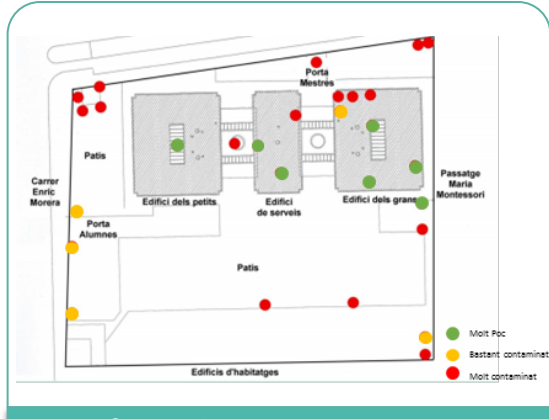 Porta
Mestres
Patis
Carrer
Enric
Morera
Passatge
Maria
Montessori
Edifici dels petits
Edifici
de serveis
Edifici dels grans
Porta
Alumnes
Patis
Molt Poc
Bastant contaminat
Molt contaminat
Edificis d'habitatges